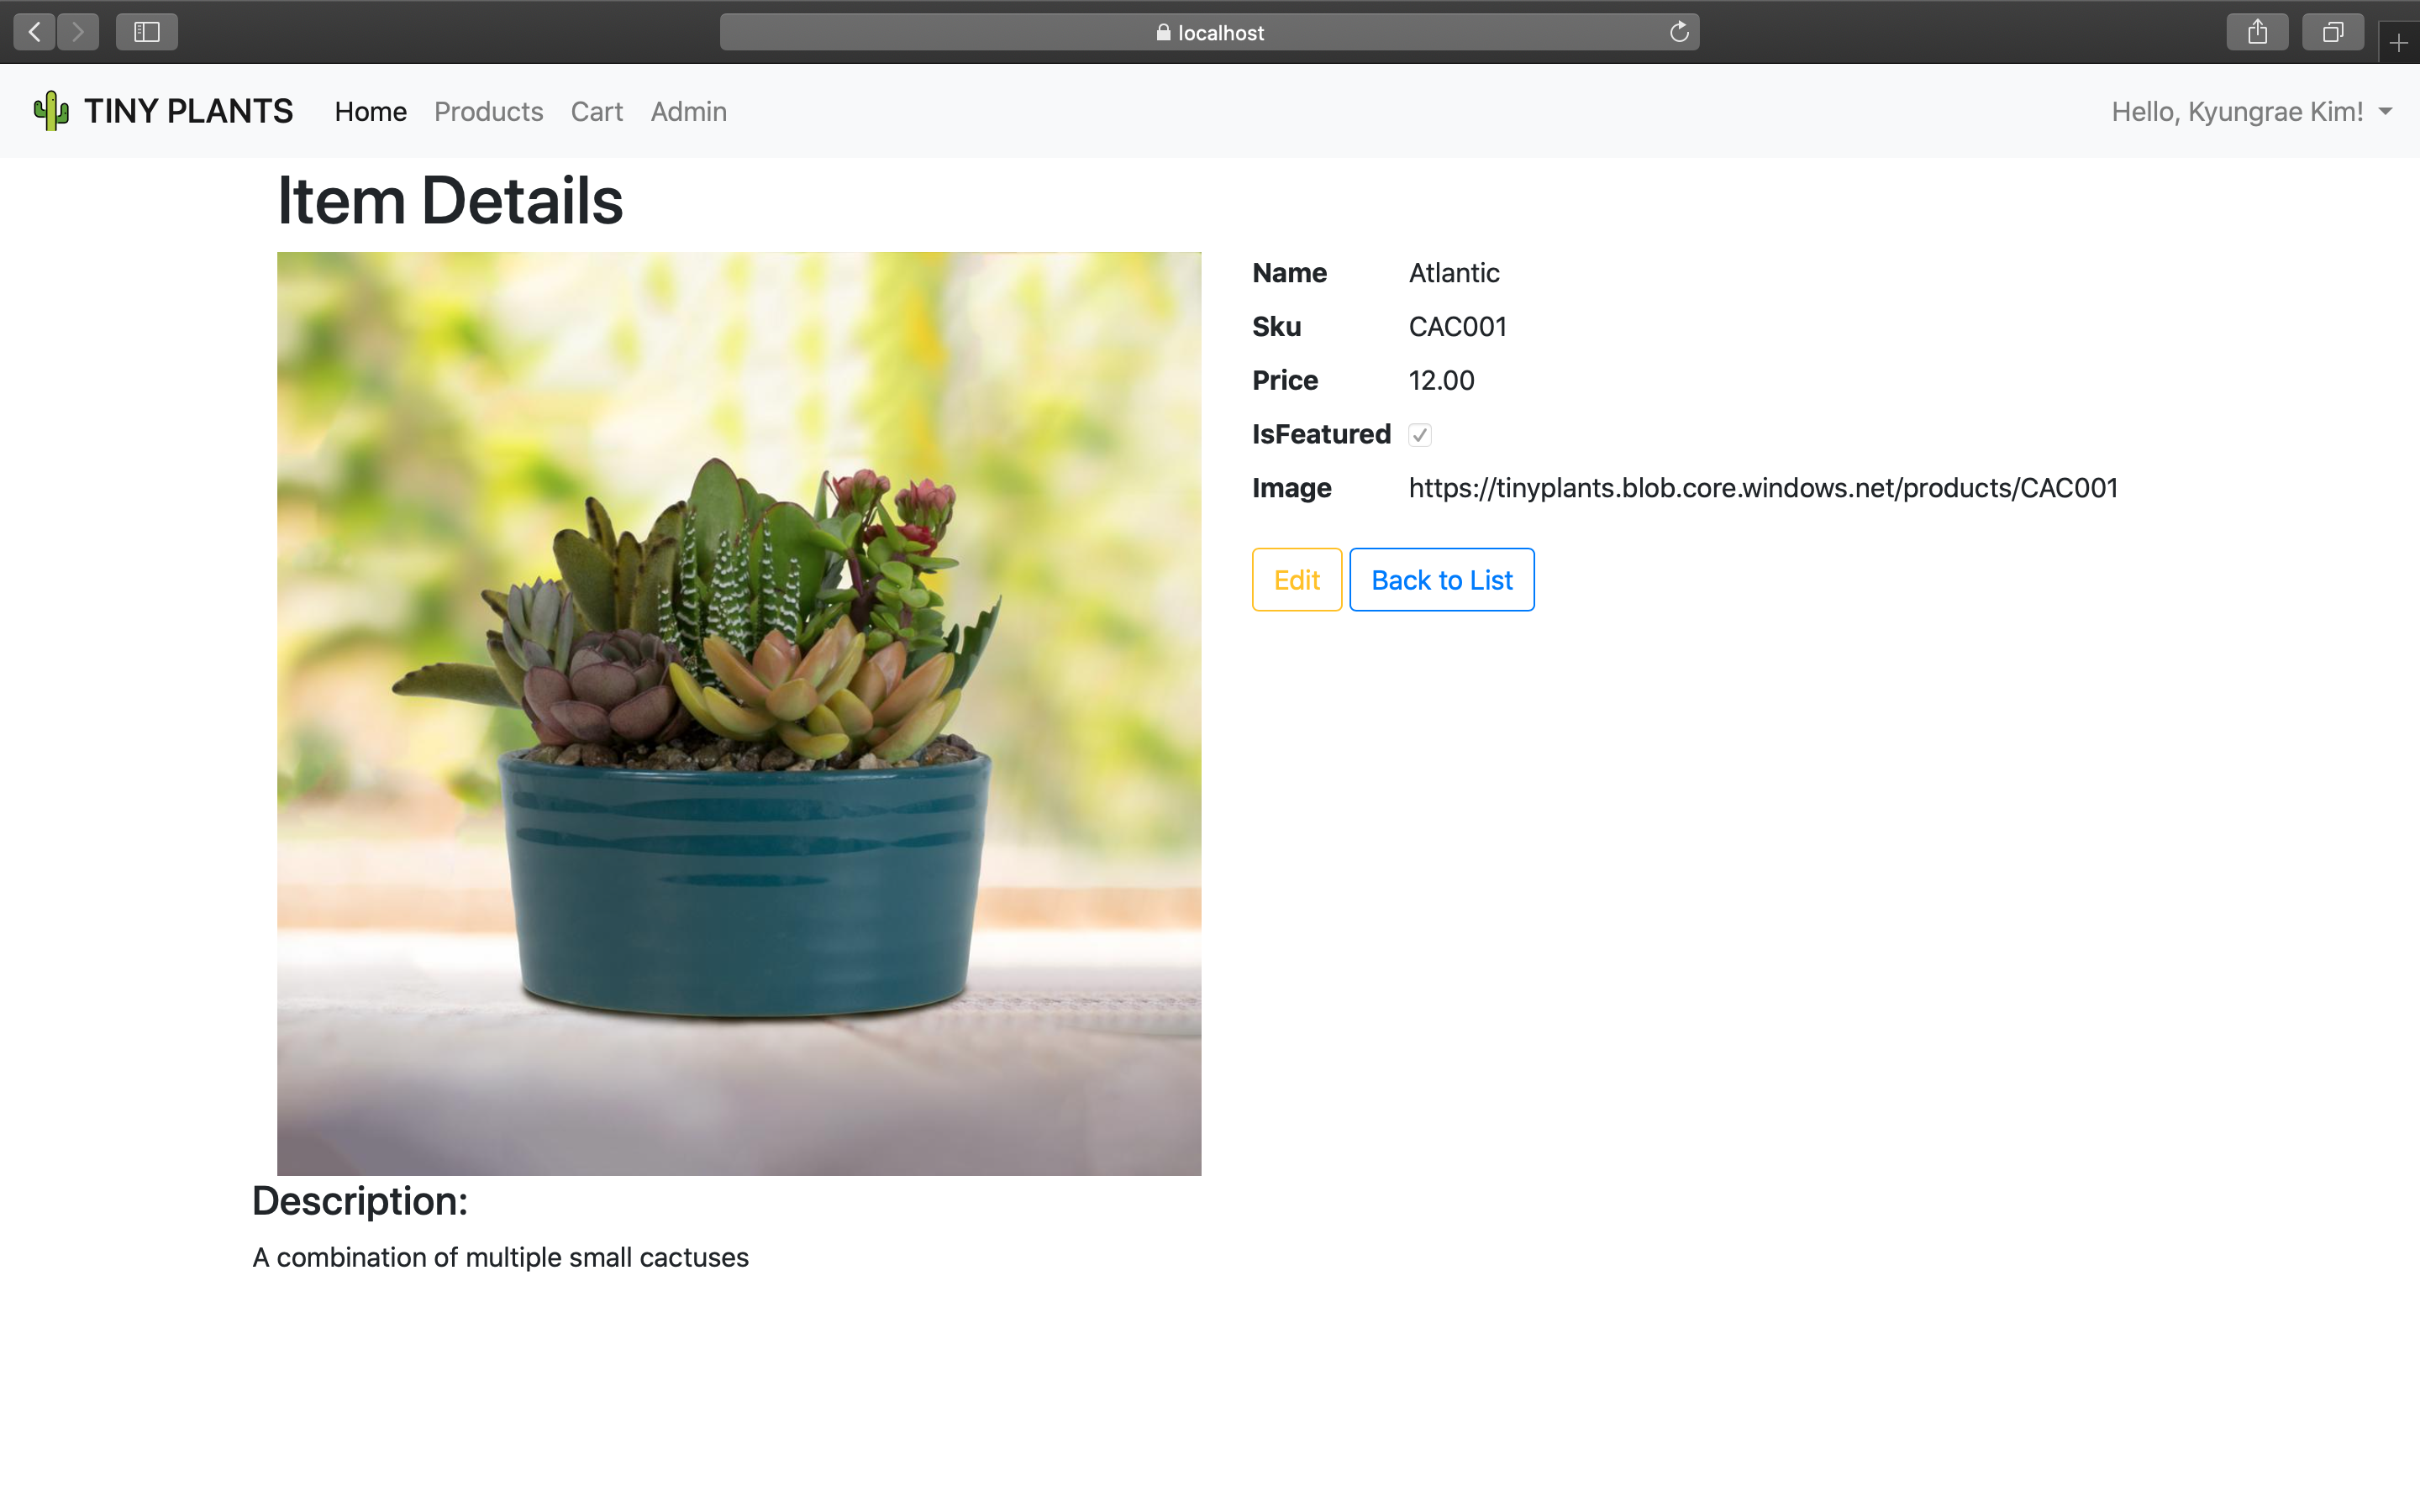 localhost
TINY PLANTS Home Products Cart Admin Hello, Kyungrae Kim!
Item Details
Name Atlantic
Sku CAC001
Price 12.00
IsFeatured
Image https://tinyplants.blob.core.windows.net/products/CAC001
Edit Back to List
Description:
A combination of multiple small cactuses